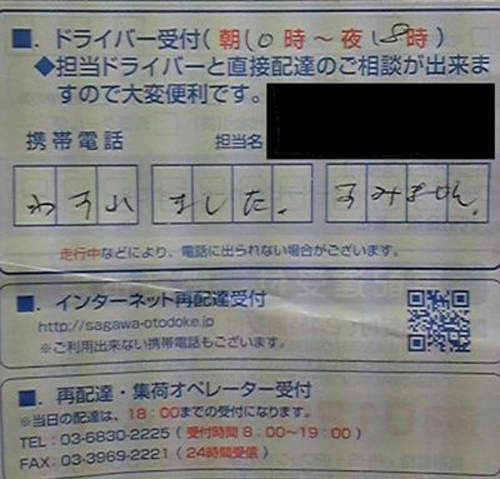 ■. ドライバー受付( 朝10時～夜18時 )
◆担当ドライバーと直接配達のご相談が出来ま
すので大変便利です。
携帯電話 担当名
わすれ ました. すみません.
走行中などにより、電話に出られない場合がございます。
■. インターネット再配達受付
http://sagawa-otodoke.jp
※ご利用出来ない携帯電話もございます。
■. 再配達・集荷オペレーター受付
※当日の配達は、18：00までの受付になります。
TEL：03-6830-2225 ( 受付時間 8：00～19：00 )
FAX：03-3969-2221 ( 24時間受信 )